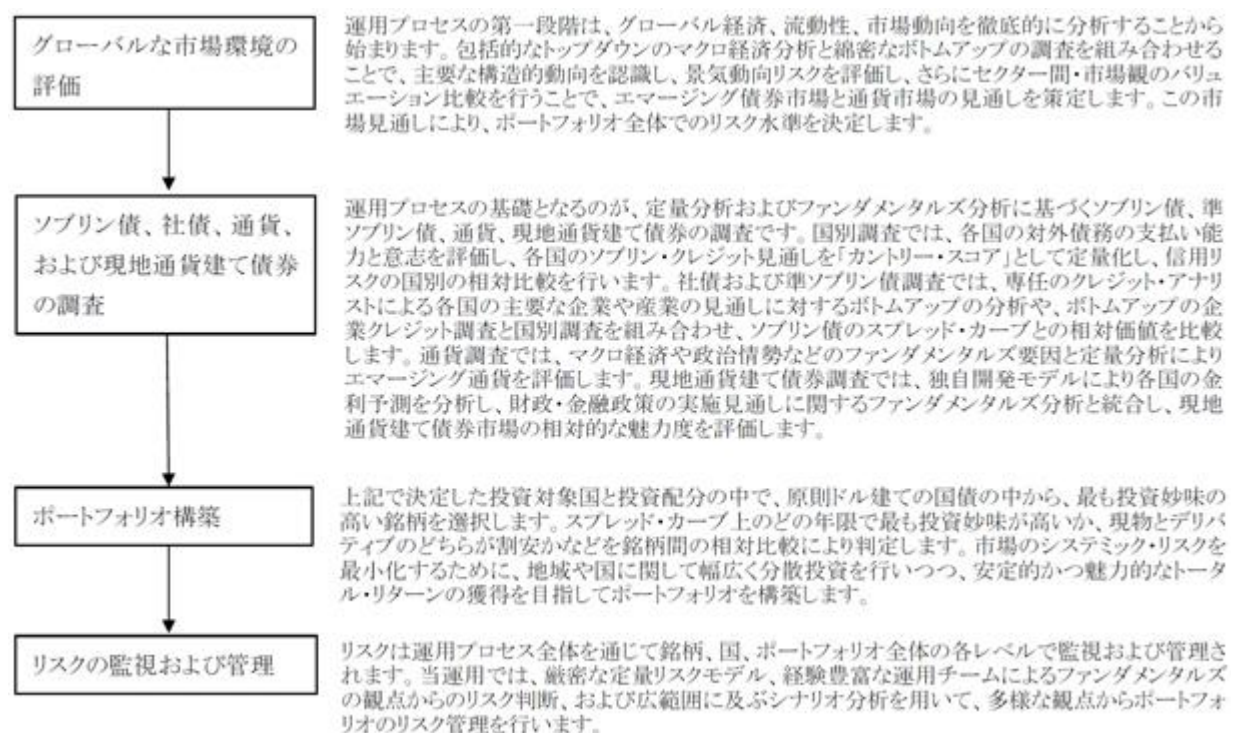 グローバルな市場環境の
評価
運用プロセスの第一段階は、グローバル経済、流動性、市場動向を徹底的に分析することから
始まります。包括的なトップダウンのマクロ経済分析と綿密なボトムアップの調査を組み合わせる
ことで、主要な構造的動向を認識し、景気動向リスクを評価し、さらにセクター間・市場観のバリュ
エーション比較を行うことで、エマージング債券市場と通貨市場の見通しを策定します。この市
場見通しにより、ポートフォリオ全体でのリスク水準を決定します。
ソブリン債、社債、通貨、
および現地通貨建て債券
の調査
運用プロセスの基礎となるのが、定量分析およびファンダメンタルズ分析に基づくソブリン債、準
ソブリン債、通貨、現地通貨建て債券の調査です。国別調査では、各国の対外債務の支払い能
力と意志を評価し、各国のソブリン・クレジット見通しを「カントリー・スコア」として定量化し、信用リ
スクの国別の相対比較を行います。社債および準ソブリン債調査では、専任のクレジット・アナリ
ストによる各国の主要な企業や産業の見通しに対するボトムアップの分析や、ボトムアップの企
業クレジット調査と国別調査を組み合わせ、ソブリン債のスプレッド・カーブとの相対価値を比較
します。通貨調査では、マクロ経済や政治情勢などのファンダメンタルズ要因と定量分析により
エマージング通貨を評価します。現地通貨建て債券調査では、独自開発モデルにより各国の金
利予測を分析し、財政・金融政策の実施見通しに関するファンダメンタルズ分析と統合し、現地
通貨建て債券市場の相対的な魅力度を評価します。
ポートフォリオ構築
上記で決定した投資対象国と投資配分の中で、原則ドル建ての国債の中から、最も投資妙味の
高い銘柄を選択します。スプレッド・カーブ上のどの年限で最も投資妙味が高いか、現物とデリバ
ティブのどちらが割安かなどを銘柄間の相対比較により判定します。市場のシステミック・リスクを
最小化するために、地域や国に関して幅広く分散投資を行いつつ、安定的かつ魅力的なトータ
ル・リターンの獲得を目指してポートフォリオを構築します。
リスクの監視および管理
リスクは運用プロセス全体を通じて銘柄、国、ポートフォリオ全体の各レベルで監視および管理さ
れます。当運用では、厳密な定量リスクモデル、経験豊富な運用チームによるファンダメンタルズ
の観点からのリスク判断、および広範囲に及ぶシナリオ分析を用いて、多様な観点からポートフォ
リオのリスク管理を行います。